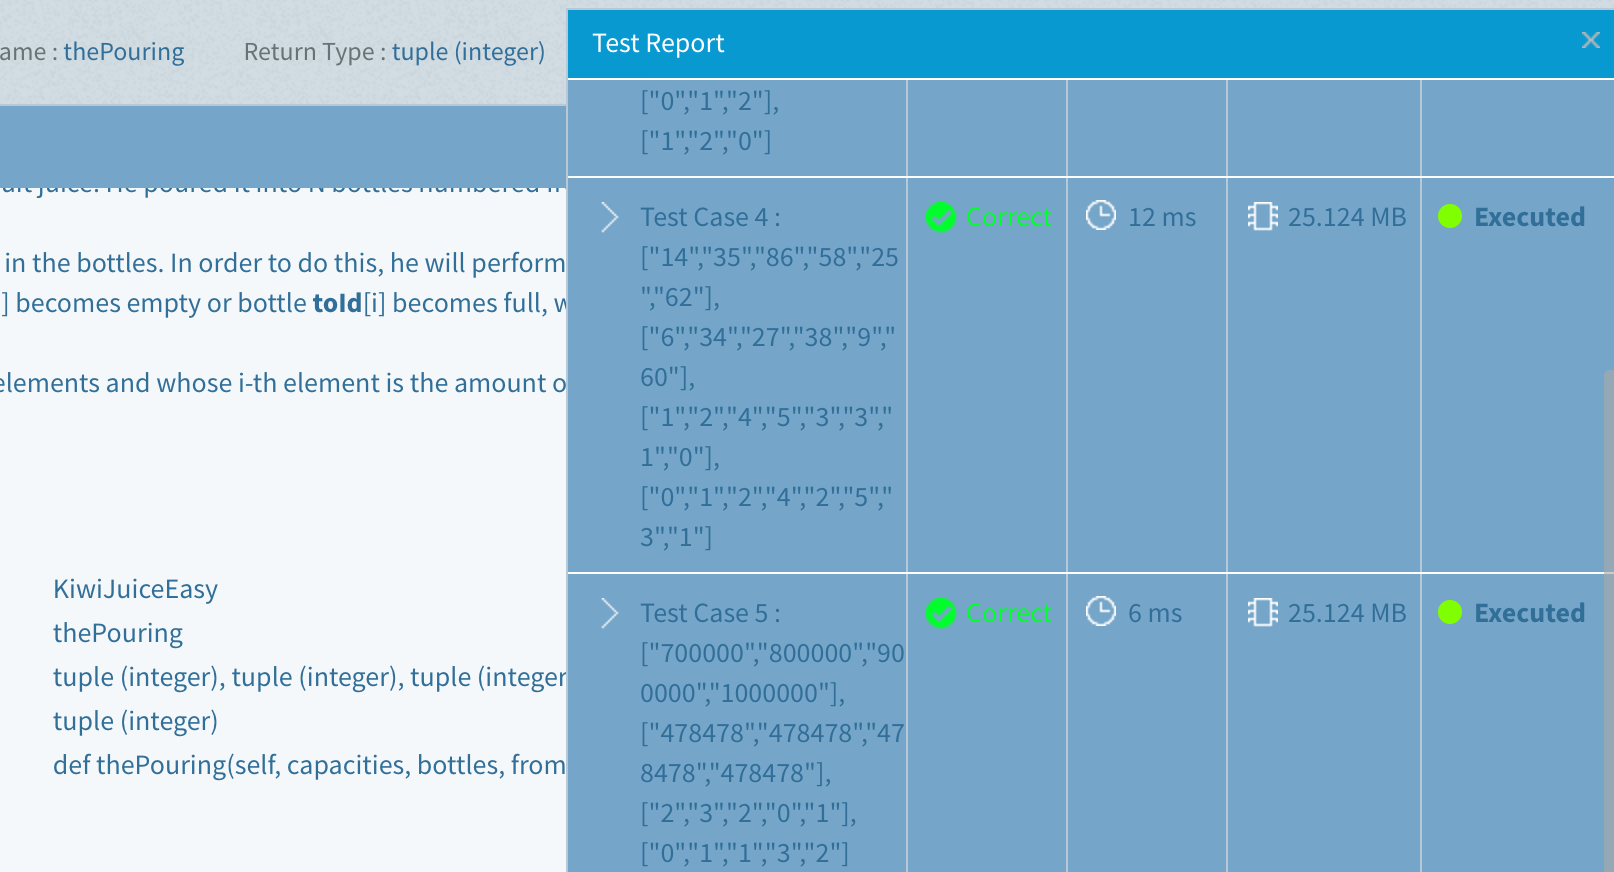 ame : thePouring Return Type : tuple (integer)
uit juice. He poured it into N bottles numbered
in the bottles. In order to do this, he will perform
] becomes empty or bottle toId[i] becomes full,
elements and whose i-th element is the amount
KiwiJuiceEasy
thePouring
tuple (integer), tuple (integer), tuple (integer
tuple (integer)
def thePouring(self, capacities, bottles, from
Test Report
["0","1","2"],
["1","2","0"]
Test Case 4 : Correct 12 ms 25.124 MB Executed
["14","35","86","58","25
","62"],
["6","34","27","38","9","
60"],
["1","2","4","5","3","3","
1","0"],
["0","1","2","4","2","5","
3","1"]
Test Case 5 : Correct 6 ms 25.124 MB Executed
["700000","800000","90
0000","1000000"],
["478478","478478","47
8478","478478"],
["2","3","2","0","1"],
["0","1","1","3","2"]